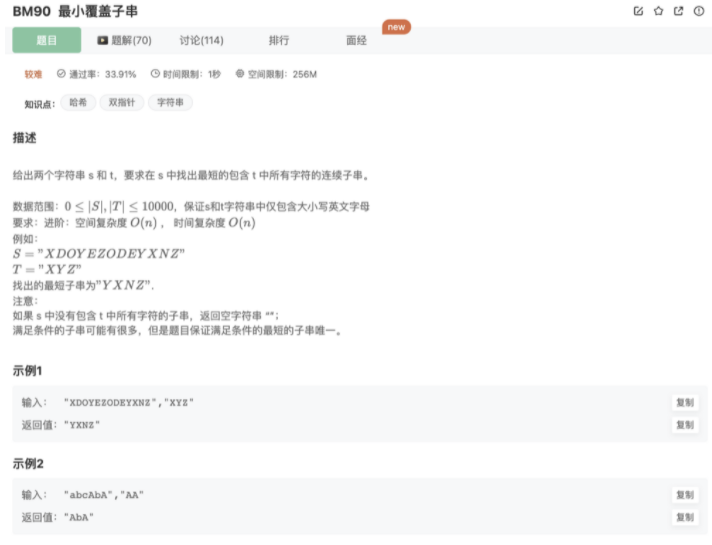 BM90 最小覆盖子串
new
题目 题解(70) 讨论(114) 排行 面经
较难 通过率：33.91% 时间限制：1秒 空间限制：256M
知识点： 哈希 双指针 字符串
描述
给出两个字符串 s 和 t，要求在 s 中找出最短的包含 t 中所有字符的连续子串。
数据范围：0 ≤ |S|,|T| ≤ 10000，保证s和t字符串中仅包含大小写英文字母
要求：进阶：空间复杂度 O(n) ，时间复杂度 O(n)
例如：
S = "XDOYEZODEYXNZ"
T = "XYZ"
找出的最短子串为"YXNZ".
注意：
如果 s 中没有包含 t 中所有字符的子串，返回空字符串 “”；
满足条件的子串可能有很多，但是题目保证满足条件的最短的子串唯一。
示例1
输入： "XDOYEZODEYXNZ","XYZ" 复制
返回值："YXNZ" 复制
示例2
输入： "abcAbA","AA" 复制
返回值："AbA" 复制